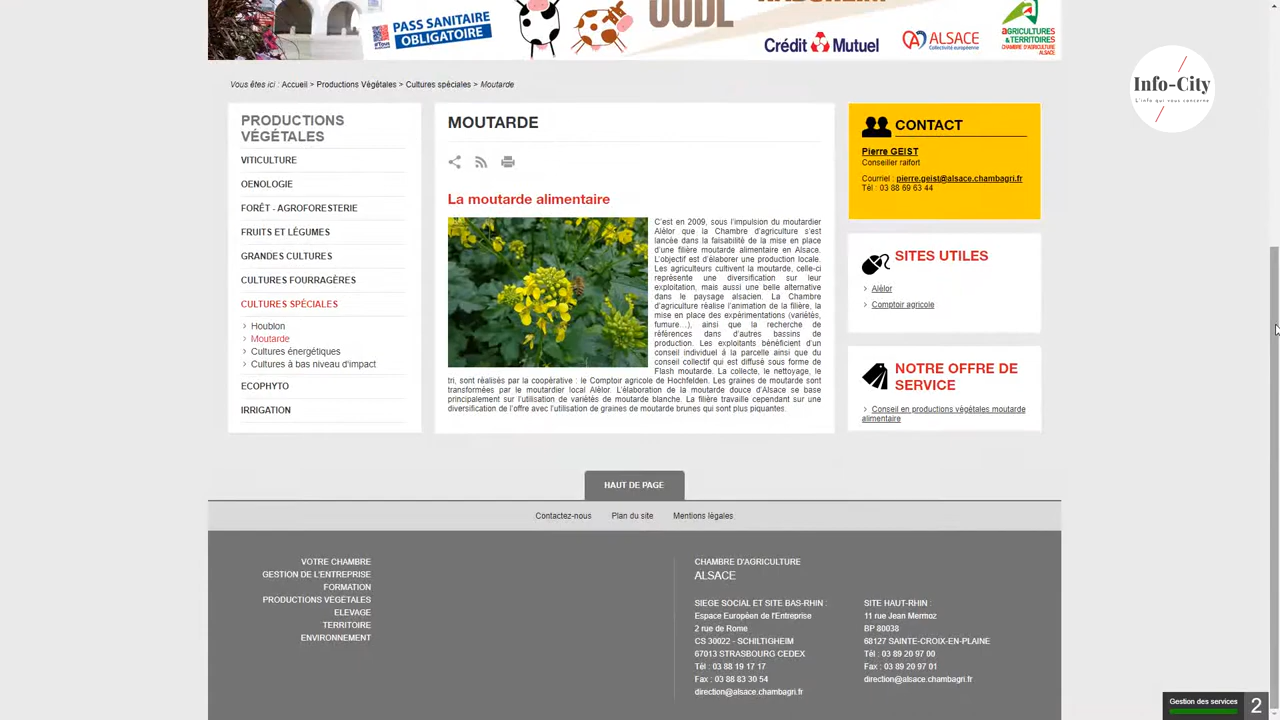 PASS SANITAIRE
OBLIGATOIRE
Crédit Mutuel
ALSACE
Collectivité européenne
AGRICULTURES
& TERRITOIRES
CHAMBRE D'AGRICULTURE
ALSACE
Info-City
L'info qui vous concerne
Vous êtes ici : Accueil > Productions Végétales > Cultures spéciales > Moutarde
PRODUCTIONS
VÉGÉTALES
VITICULTURE
OENOLOGIE
FORÊT - AGROFORESTERIE
FRUITS ET LÉGUMES
GRANDES CULTURES
CULTURES FOURRAGÈRES
CULTURES SPÉCIALES
Houblon
Moutarde
Cultures énergétiques
Cultures à bas niveau d'impact
ECOPHYTO
IRRIGATION
MOUTARDE
La moutarde alimentaire
C'est en 2009, sous l'impulsion du moutardier
Alélor que la Chambre d'agriculture s'est
lancée dans la faisabilité de la mise en place
d'une filière moutarde alimentaire en Alsace.
L'objectif est d'élaborer une production locale.
Les agriculteurs cultivent la moutarde, celle-ci
représente une diversification sur leur
exploitation, mais aussi une belle alternative
dans le paysage alsacien. La Chambre
d'agriculture réalise l'animation de la filière, la
mise en place des expérimentations (variétés,
fumure…), ainsi que la recherche de
références dans d'autres bassins de
production. Les exploitants bénéficient d'un
conseil individuel à la parcelle ainsi que du
conseil collectif qui est diffusé sous forme de
Flash moutarde. La collecte, le nettoyage, le
tri, sont réalisés par la coopérative : le Comptoir agricole de Hochfelden. Les graines de moutarde sont
transformées par le moutardier local Alélor. L'élaboration de la moutarde douce d'Alsace se base
principalement sur l'utilisation de variétés de moutarde blanche. La filière travaille cependant sur une
diversification de l'offre avec l'utilisation de graines de moutarde brunes qui sont plus piquantes.
CONTACT
Pierre GEIST
Conseiller raifort
Courriel : pierre.geist@alsace.chambagri.fr
Tél : 03 88 69 63 44
SITES UTILES
Alélor
Comptoir agricole
NOTRE OFFRE DE
SERVICE
Conseil en productions végétales moutarde
alimentaire
HAUT DE PAGE
Contactez-nous Plan du site Mentions légales
VOTRE CHAMBRE
GESTION DE L'ENTREPRISE
FORMATION
PRODUCTIONS VÉGÉTALES
ELEVAGE
TERRITOIRE
ENVIRONNEMENT
CHAMBRE D'AGRICULTURE
ALSACE
SIEGE SOCIAL ET SITE BAS-RHIN :
Espace Européen de l'Entreprise
2 rue de Rome
CS 30022 - SCHILTIGHEIM
67013 STRASBOURG CEDEX
Tél : 03 88 19 17 17
Fax : 03 88 83 30 54
direction@alsace.chambagri.fr
SITE HAUT-RHIN :
11 rue Jean Mermoz
BP 80038
68127 SAINTE-CROIX-EN-PLAINE
Tél : 03 89 20 97 00
Fax : 03 89 20 97 01
direction@alsace.chambagri.fr
Gestion des services 2